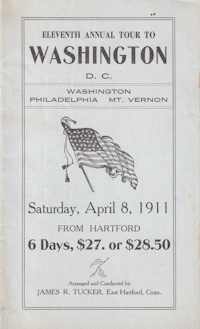 ELEVENTH ANNUAL TOUR TO
WASHINGTON
D. C.
WASHINGTON
PHILADELPHIA MT. VERNON
Saturday, April 8, 1911
FROM HARTFORD
6 Days, $27. or $28.50
Arranged and Conducted by
JAMES R. TUCKER, East Hartford, Conn.